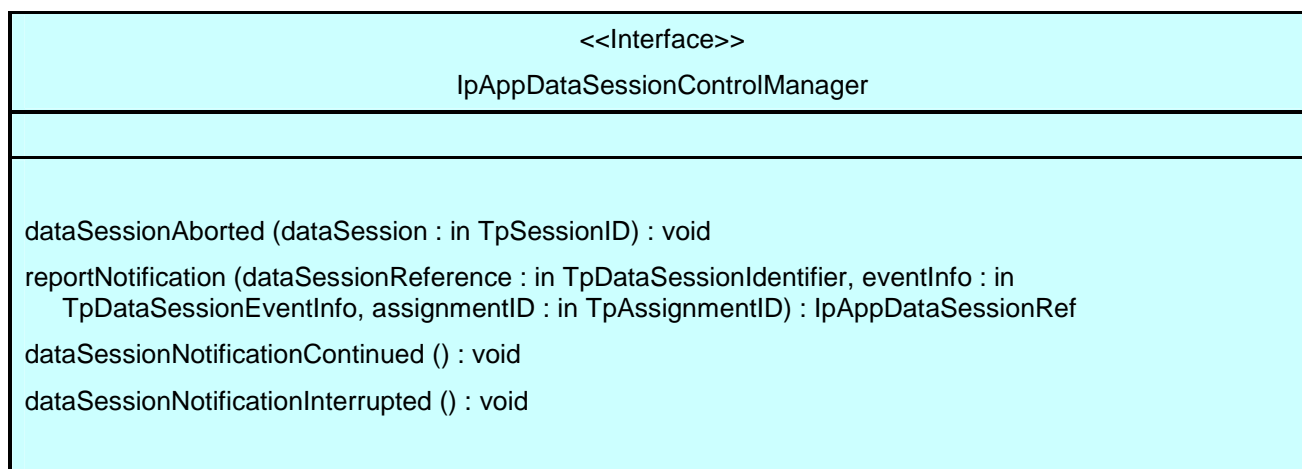 <<Interface>>
IpAppDataSessionControlManager
dataSessionAborted (dataSession : in TpSessionID) : void
reportNotification (dataSessionReference : in TpDataSessionIdentifier, eventInfo : in
TpDataSessionEventInfo, assignmentID : in TpAssignmentID) : IpAppDataSessionRef
dataSessionNotificationContinued () : void
dataSessionNotificationInterrupted () : void